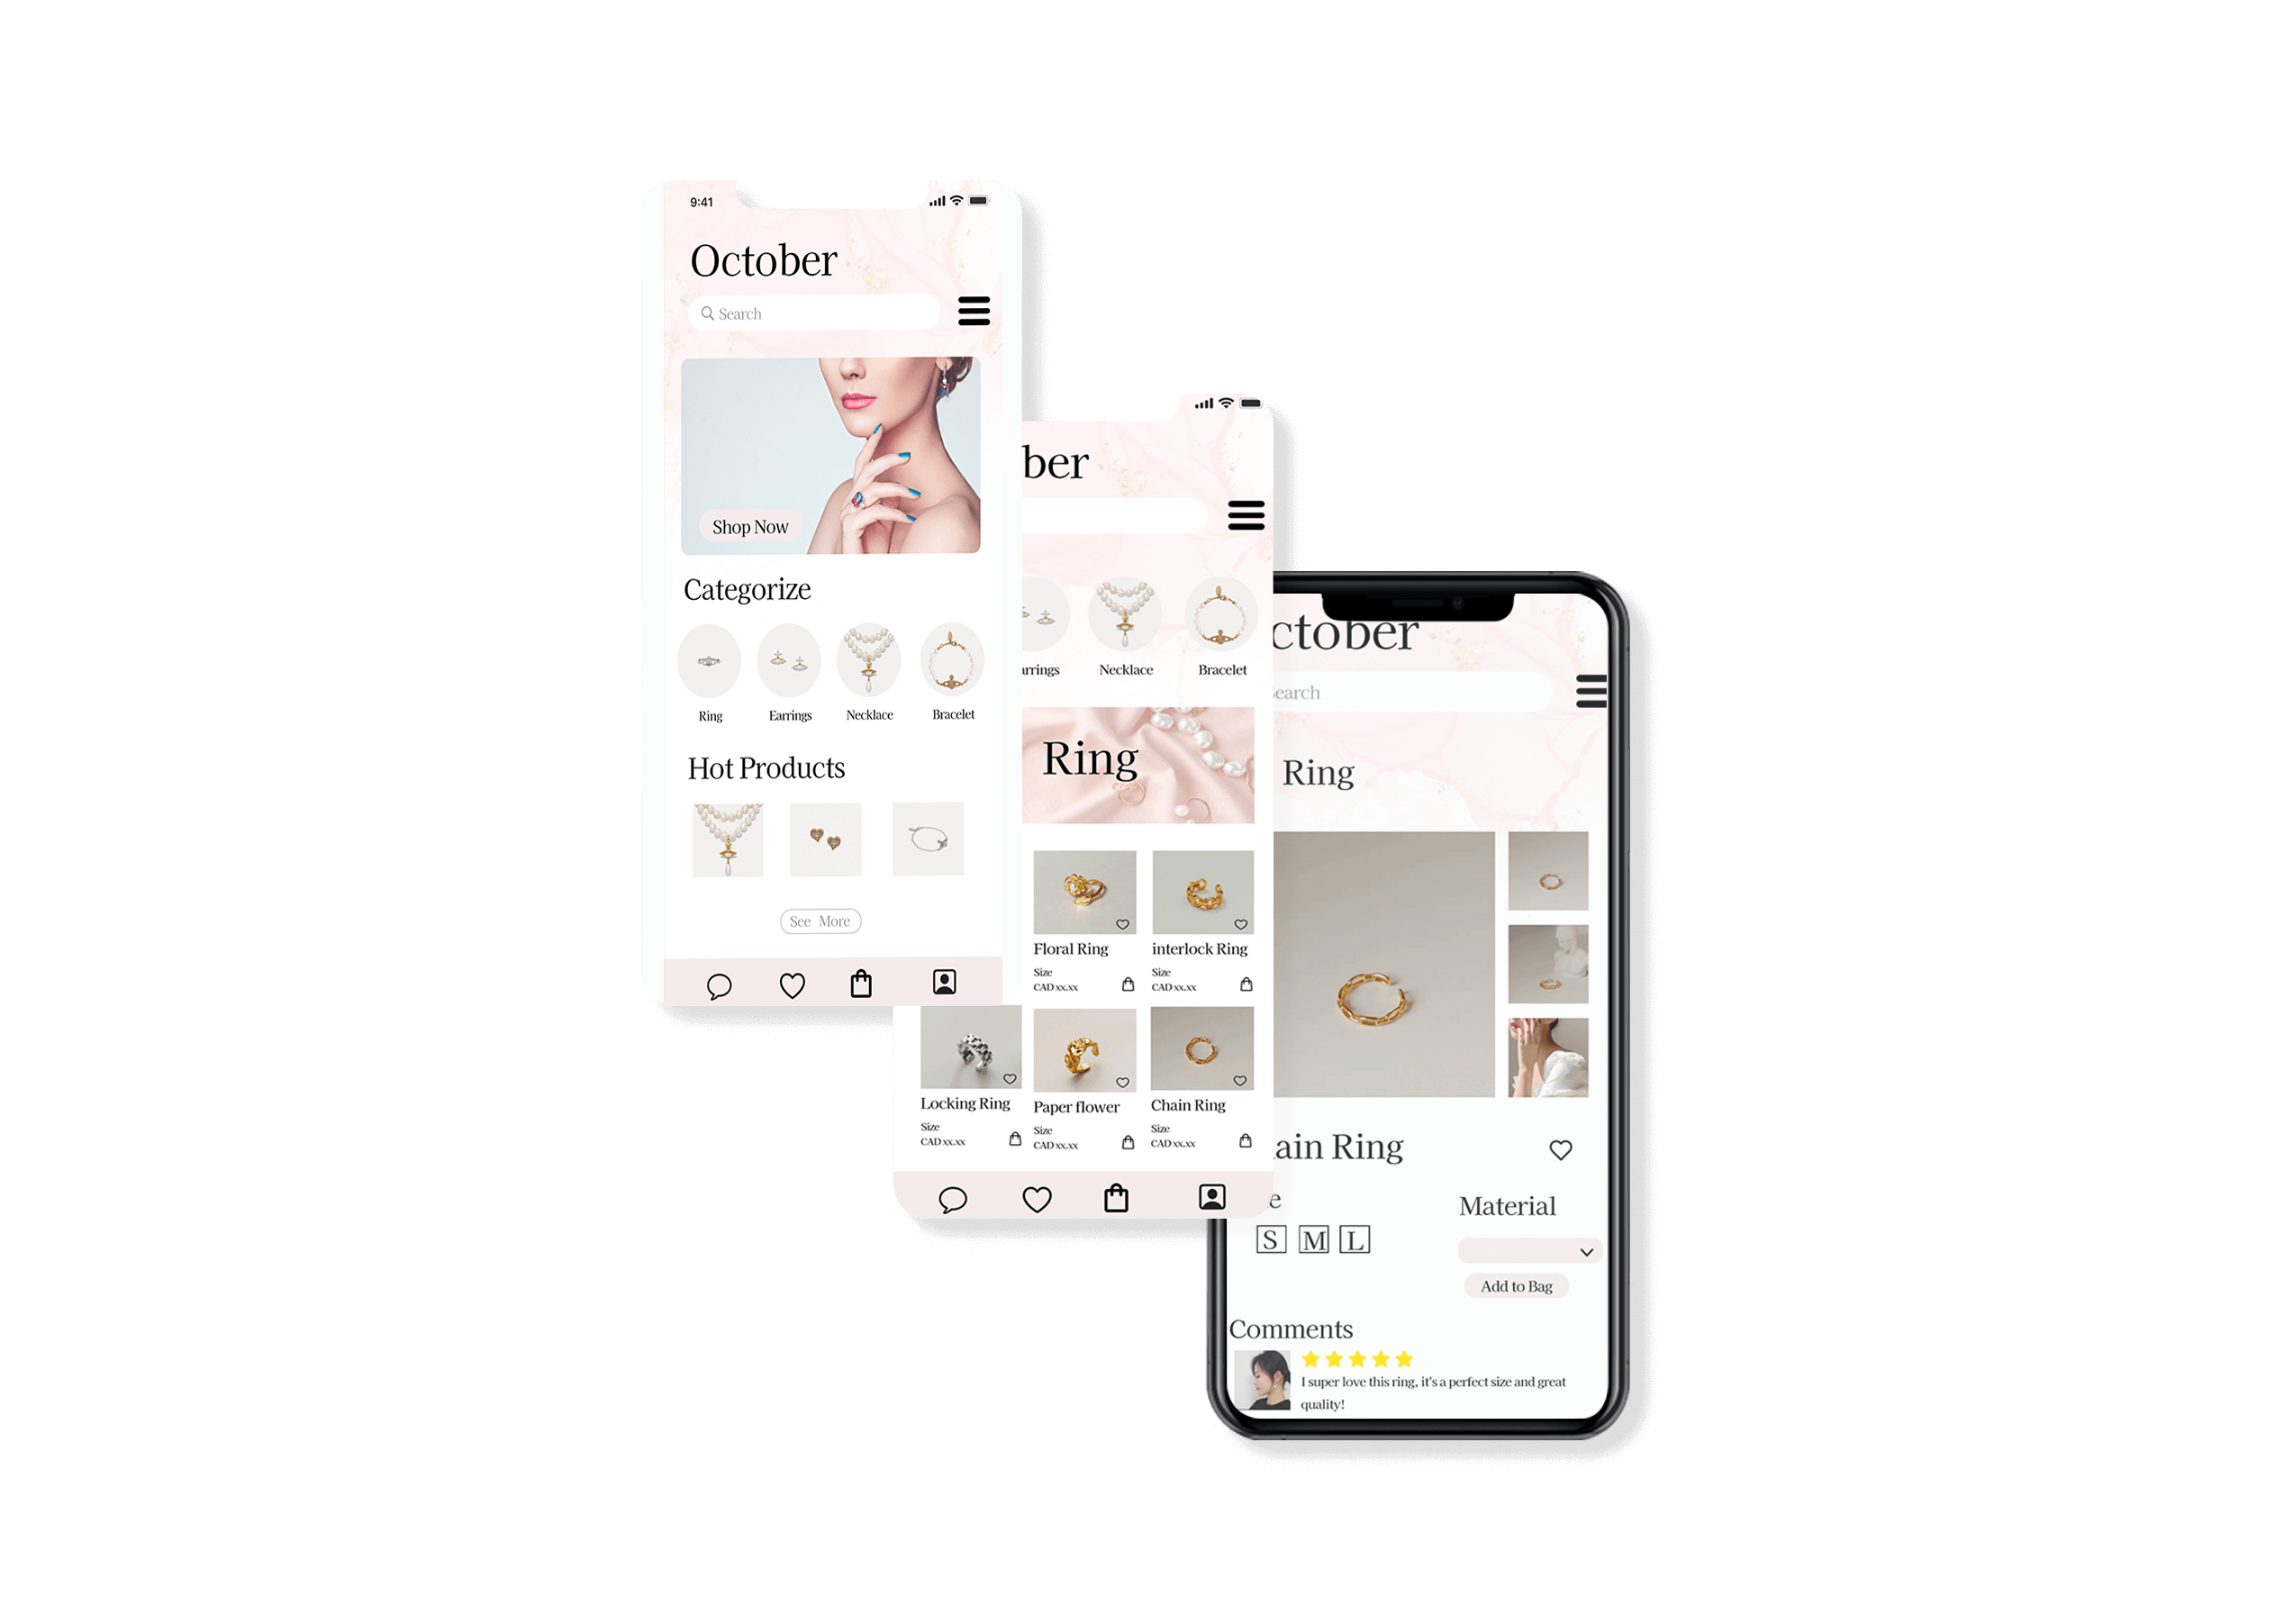 9:41
October
Search
Shop Now
Categorize
Ring Earrings Necklace Bracelet
Hot Products
See More
ber
rrings Necklace Bracelet
Ring
Floral Ring
Size
CAD xx.xx
interlock Ring
Size
CAD xx.xx
Locking Ring
Size
CAD xx.xx
Paper flower
Size
CAD xx.xx
Chain Ring
Size
CAD xx.xx
ctober
earch
Ring
ain Ring
e
S M L
Material
Add to Bag
Comments
I super love this ring, it's a perfect size and great
quality!